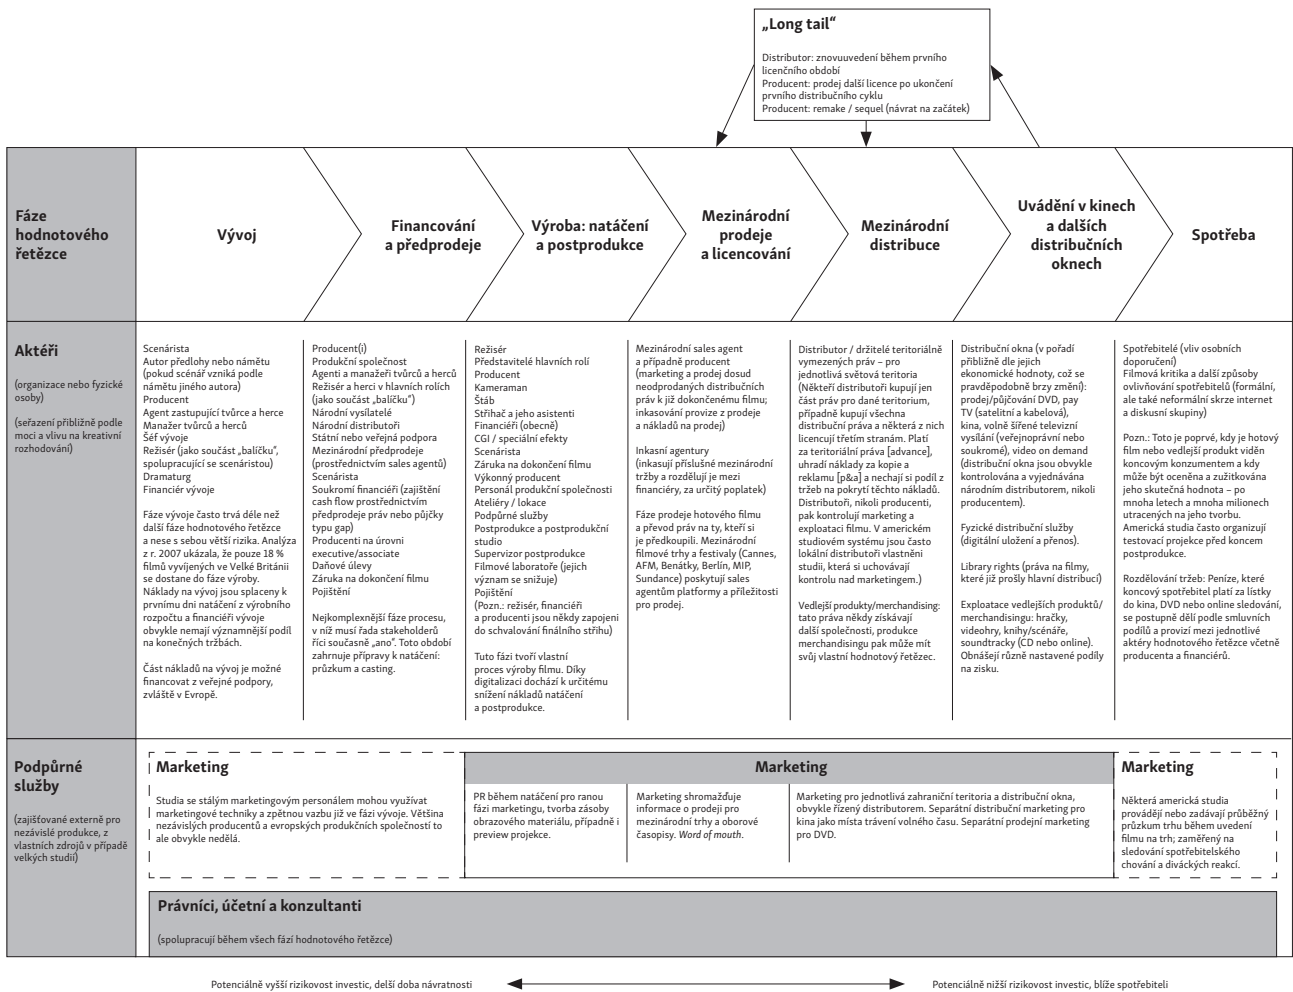 „Long tail“
Distributor: znovuuvedení během prvního
licenčního období
Producent: prodej další licence po ukončení
prvního distribučního cyklu
Producent: remake / sequel (návrat na začátek)
Fáze
hodnotového
řetězce
Vývoj
Financování
a předprodeje
Výroba: natáčení
a postprodukce
Mezinárodní
prodeje
a licencování
Mezinárodní
distribuce
Uvádění v kinech
a dalších
distribučních
oknech
Spotřeba
Aktéři
(organizace nebo fyzické
osoby)
(seřazení přibližně podle
moci a vlivu na kreativní
rozhodování)
Scenárista
Autor předlohy nebo námětu
(pokud scénář vzniká podle
námětu jiného autora)
Producent
Agent zastupující tvůrce a herce
Manažer tvůrců a herců
Šéf vývoje
Režisér (jako součást „balíčku“,
spolupracující se scenáristou)
Dramaturg
Financiér vývoje
Fáze vývoje často trvá déle než
další fáze hodnotového řetězce
a nese s sebou větší rizika. Analýza
z r. 2007 ukázala, že pouze 18 %
filmů vyvíjených ve Velké Británii
se dostane do fáze výroby.
Náklady na vývoj jsou splaceny k
prvnímu dni natáčení z výrobního
rozpočtu a financiéři vývoje
obvykle nemají významnější podíl
na konečných tržbách.
Část nákladů na vývoj je možné
financovat z veřejné podpory,
zvláště v Evropě.
Producent(i)
Produkční společnost
Agenti a manažeři tvůrců a herců
Režisér a herci v hlavních rolích
(jako součást „balíčku“)
Národní vysílatelé
Národní distributoři
Státní nebo veřejná podpora
Mezinárodní předprodeje
(prostřednictvím sales agentů)
Scenárista
Soukromí financiéři (zajištění
cash flow prostřednictvím
předprodeje práv nebo půjčky
typu gap)
Producenti na úrovni
executive/associate
Daňové úlevy
Záruka na dokončení filmu
Pojištění
Nejkomplexnější fáze procesu,
v níž musí řada stakeholderů
říci současně „ano“. Toto období
zahrnuje přípravy k natáčení:
průzkum a casting.
Režisér
Představitelé hlavních rolí
Producent
Kameraman
Štáb
Střihač a jeho asistenti
Financiéři (obecně)
CGI / speciální efekty
Scenárista
Záruka na dokončení filmu
Výkonný producent
Personál produkční společnosti
Ateliéry / lokace
Podpůrné služby
Postprodukce a postprodukční
studio
Supervizor postprodukce
Filmové laboratoře (jejich
význam se snižuje)
Pojištění
(Pozn.: režisér, financiéři
a producenti jsou někdy zapojeni
do schvalování finálního střihu)
Tuto fázi tvoří vlastní
proces výroby filmu. Díky
digitalizaci dochází k určitému
snížení nákladů natáčení
a postprodukce.
Mezinárodní sales agent
a případně producent
(marketing a prodej dosud
neodprodaných distribučních
práv k již dokončenému filmu;
inkasování provize z prodeje
a nákladů na prodej)
Inkasní agentury
(inkasují příslušné mezinárodní
tržby a rozdělují je mezi
financiéry, za určitý poplatek)
Fáze prodeje hotového filmu
a převod práv na ty, kteří si
je předkoupili. Mezinárodní
filmové trhy a festivaly (Cannes,
AFM, Benátky, Berlín, MIP,
Sundance) poskytují sales
agentům platformy a příležitosti
pro prodej.
Distributor / držitelé teritoriálně
vymezených práv – pro
jednotlivá světová teritoria
(Někteří distributoři kupují jen
část práv pro dané teritorium,
případně kupují všechna
distribuční práva a některá z nich
licencují třetím stranám. Platí
za teritoriální práva [advance],
uhradí náklady za kopie a
reklamu [p&a] a nechají si podíl z
tržeb na pokrytí těchto nákladů.
Distributoři, nikoli producenti,
pak kontrolují marketing a
exploataci filmu. V americkém
studiovém systému jsou často
lokální distributoři vlastněni
studii, která si uchovávají
kontrolu nad marketingem.)
Vedlejší produkty/merchandising:
tato práva někdy získávají
další společnosti, produkce
merchandisingu pak může mít
svůj vlastní hodnotový řetězec.
Distribuční okna (v pořadí
přibližně dle jejich
ekonomické hodnoty, což se
pravděpodobně brzy změní):
prodej/půjčování DVD, pay
TV (satelitní a kabelová),
kina, volně šířené televizní
vysílání (veřejnoprávní nebo
soukromé), video on demand
(distribuční okna jsou obvykle
kontrolována a vyjednávána
národním distributorem, nikoli
producentem).
Fyzické distribuční služby
(digitální uložení a přenos).
Library rights (práva na filmy,
které již prošly hlavní distribucí)
Exploatace vedlejších produktů/
merchandisingu: hračky,
videohry, knihy/scénáře,
soundtracky (CD nebo online).
Obnášejí různě nastavené podíly
na zisku.
Spotřebitelé (vliv osobních
doporučení)
Filmová kritika a další způsoby
ovlivňování spotřebitelů (formální,
ale také neformální skrze internet
a diskusní skupiny)
Pozn.: Toto je poprvé, kdy je hotový
film nebo vedlejší produkt viděn
koncovým konzumentem a kdy
může být oceněna a zužitkována
jeho skutečná hodnota – po
mnoha letech a mnoha milionech
utracených na jeho tvorbu.
Americká studia často organizují
testovací projekce před koncem
postprodukce.
Rozdělování tržeb: Peníze, které
koncový spotřebitel platí za lístky
do kina, DVD nebo online sledování,
se postupně dělí podle smluvních
podílů a provizí mezi jednotlivé
aktéry hodnotového řetězce včetně
producenta a financiérů.
Podpůrné
služby
(zajišťované externě pro
nezávislé produkce, z
vlastních zdrojů v případě
velkých studií)
Marketing
Studia se stálým marketingovým personálem mohou využívat
marketingové techniky a zpětnou vazbu již ve fázi vývoje. Většina
nezávislých producentů a evropských produkčních společností to
ale obvykle nedělá.
Marketing
PR během natáčení pro ranou
fázi marketingu, tvorba zásoby
obrazového materiálu, případně i
preview projekce.
Marketing shromažďuje
informace o prodeji pro
mezinárodní trhy a oborové
časopisy. Word of mouth.
Marketing pro jednotlivá zahraniční teritoria a distribuční okna,
obvykle řízený distributorem. Separátní distribuční marketing pro
kina jako místa trávení volného času. Separátní prodejní marketing
pro DVD.
Marketing
Některá americká studia
provádějí nebo zadávají průběžný
průzkum trhu během uvedení
filmu na trh; zaměřený na
sledování spotřebitelského
chování a diváckých reakcí.
Právníci, účetní a konzultanti
(spolupracují během všech fází hodnotového řetězce)
Potenciálně vyšší rizikovost investic, delší doba návratnosti
Potenciálně nižší rizikovost investic, blíže spotřebiteli